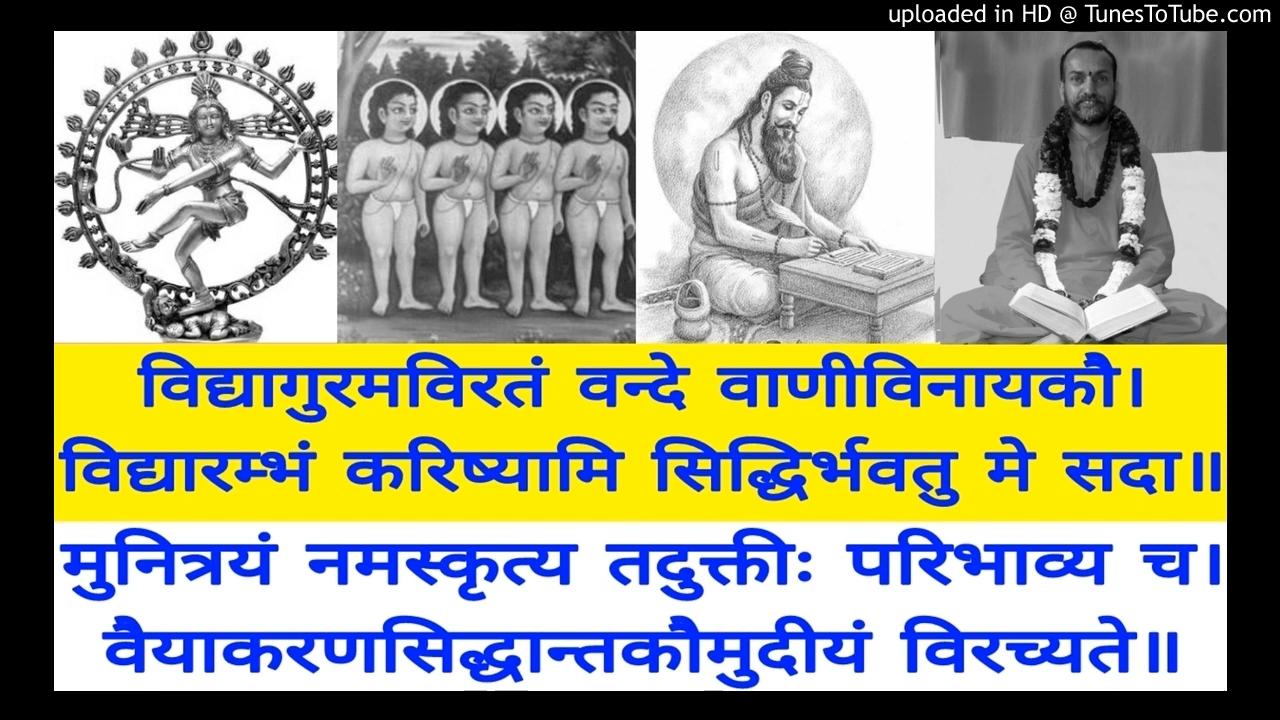 uploaded in HD @ TunesToTube.com
विद्यागुरमविरतं वन्दे वाणीविनायकौ।
विद्यारम्भं करिष्यामि सिद्धिर्भवतु मे सदा॥
मुनित्रयं नमस्कृत्य तदुक्तीः परिभाव्य च।
वैयाकरणसिद्धान्तकौमुदीयं विरच्यते॥